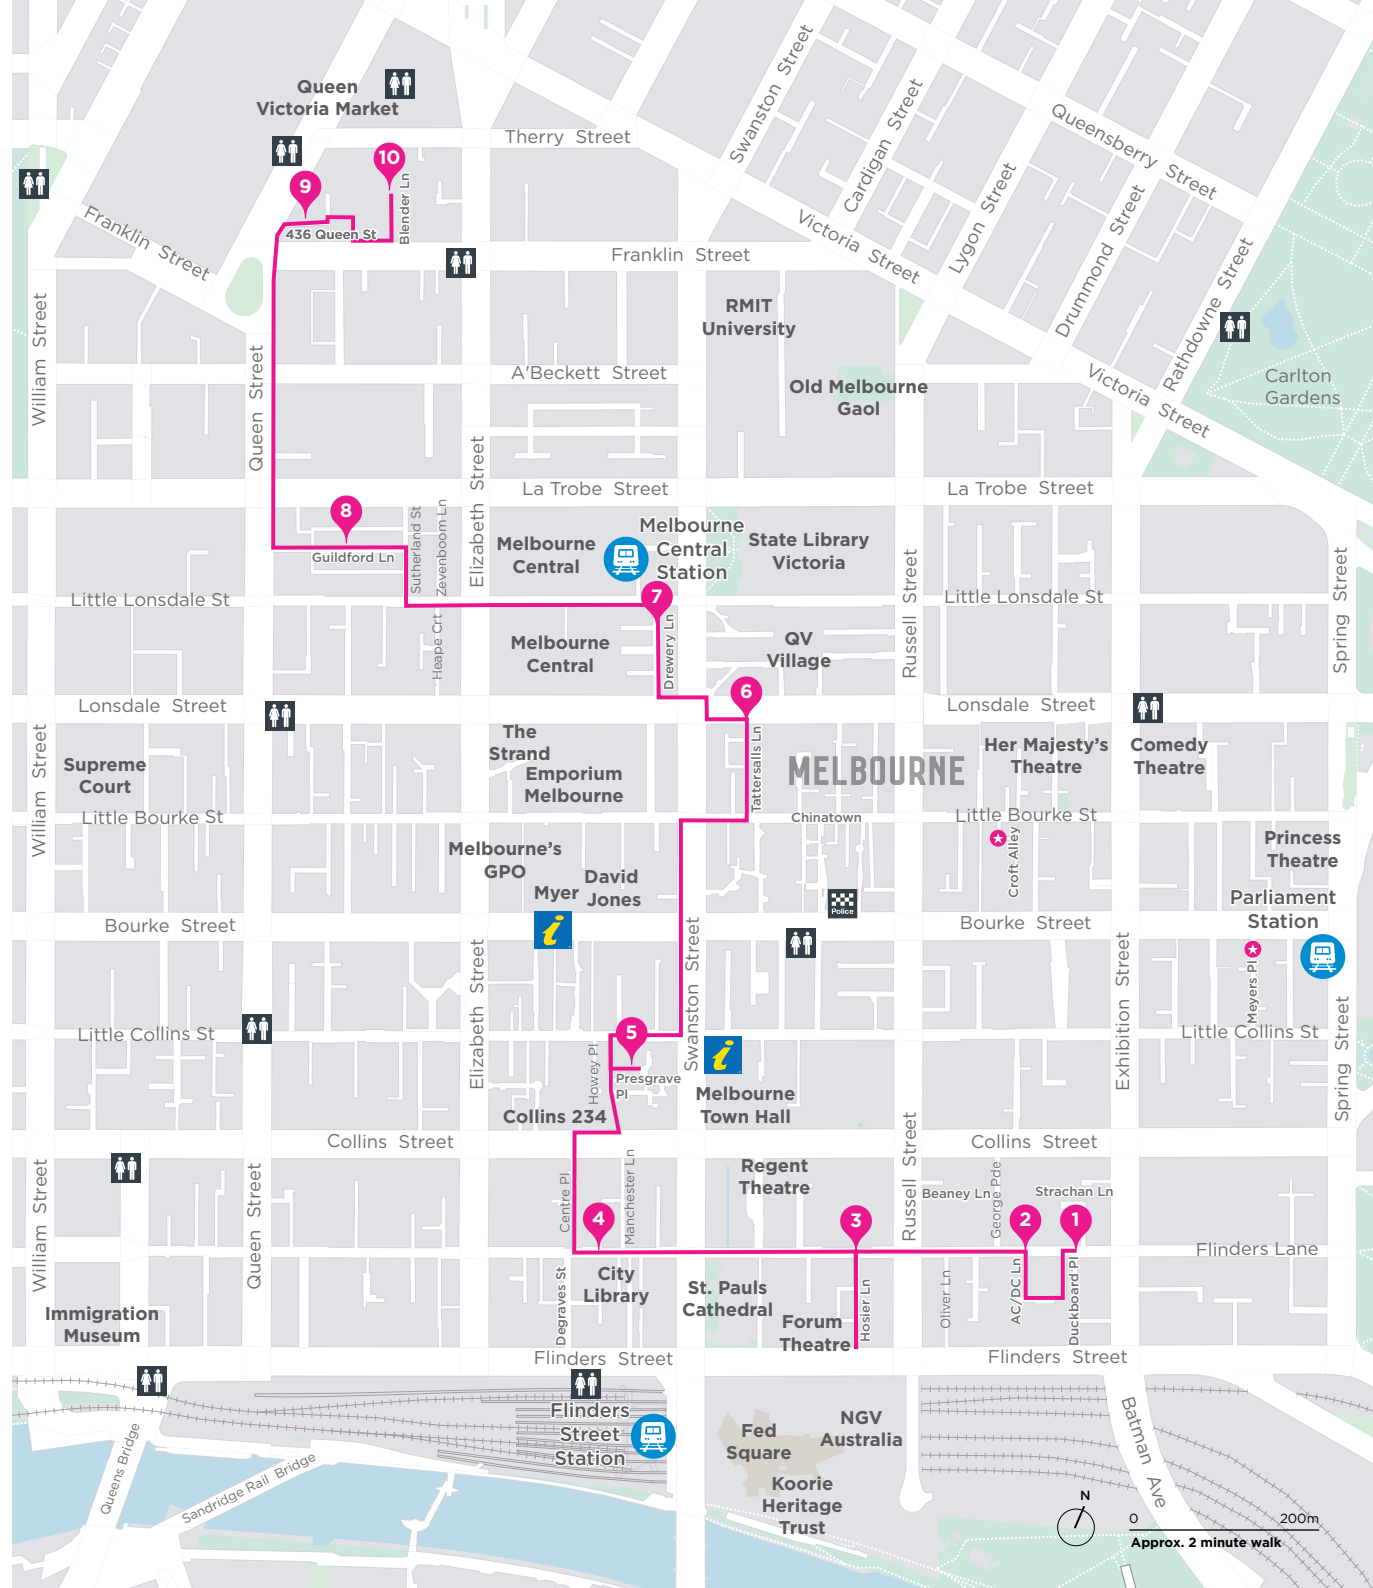 Queen
Victoria Market
Therry Street
Swanston Street
Cardigan Street
Queensberry Street
Lygon Street
Drummond Street
Rathdowne Street
Victoria Street
10
9
Blender Ln
436 Queen St
Franklin Street
Franklin Street
RMIT
University
William Street
Queen Street
A'Beckett Street
Old Melbourne
Gaol
Victoria Street
Carlton
Gardens
Elizabeth Street
La Trobe Street
La Trobe Street
8
Guildford Ln
Sutherland St
Zevenboom Ln
Melbourne
Central
Melbourne
Central
Station
State Library
Victoria
Russell Street
Spring Street
Little Lonsdale St
Little Lonsdale St
7
Heape Crt
Melbourne
Central
Drewery Ln
QV
Village
6
Lonsdale Street
Lonsdale Street
William Street
Supreme
Court
The
Strand
Emporium
Melbourne
Tattersalls Ln
MELBOURNE
Her Majesty's
Theatre
Comedy
Theatre
Little Bourke St
Chinatown
Little Bourke St
Croft Alley
Princess
Theatre
Melbourne's
GPO
Myer
David
Jones
Police
Parliament
Station
i
Bourke Street
Bourke Street
Elizabeth Street
Swanston Street
Exhibition Street
Meyers Pl
Spring Street
Little Collins St
Little Collins St
5
i
Howey Pl
Presgrave
Pl
Melbourne
Town Hall
Collins 234
Collins Street
Collins Street
William Street
Queen Street
Centre Pl
Manchester Ln
Regent
Theatre
Russell Street
Beaney Ln
George Pde
Strachan Ln
4
3
2
1
Flinders Lane
Degraves St
City
Library
St. Pauls
Cathedral
Forum
Theatre
Hosier Ln
Oliver Ln
AC/DC Ln
Duckboard Pl
Immigration
Museum
Flinders Street
Flinders Street
Flinders
Street
Station
Fed
Square
NGV
Australia
Koorie
Heritage
Trust
Batman Ave
Queens Bridge
Sandridge Rail Bridge
N
0 200m
Approx. 2 minute walk